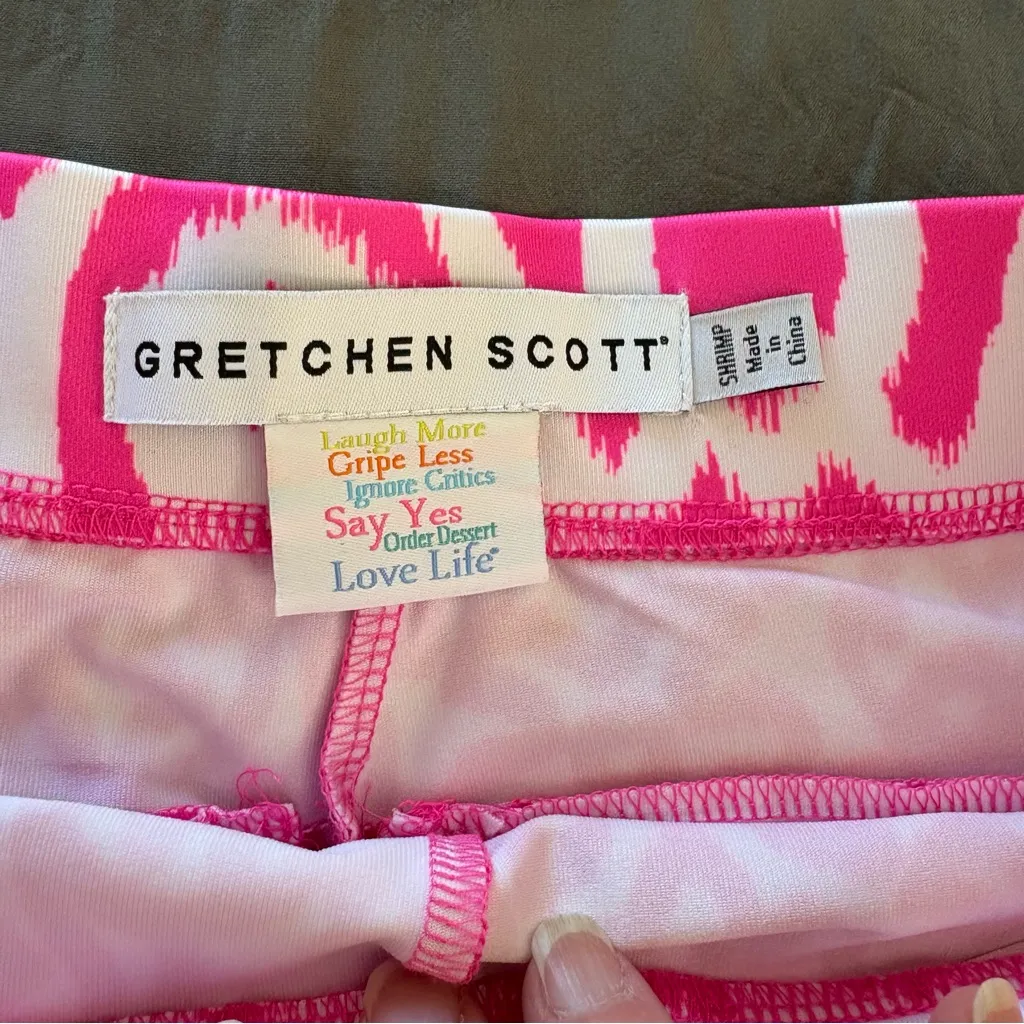 GRETCHEN SCOTT®
SHRIMP
Made
in
China
Laugh More
Gripe Less
Ignore Critics
Say Yes
Order Dessert
Love Life®